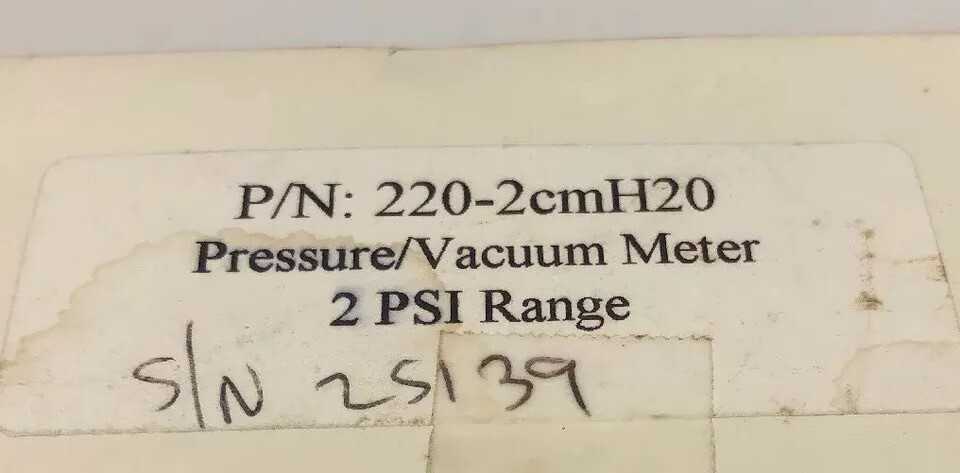 P/N: 220-2cmH20
Pressure/Vacuum Meter
2 PSI Range
S/N 25139